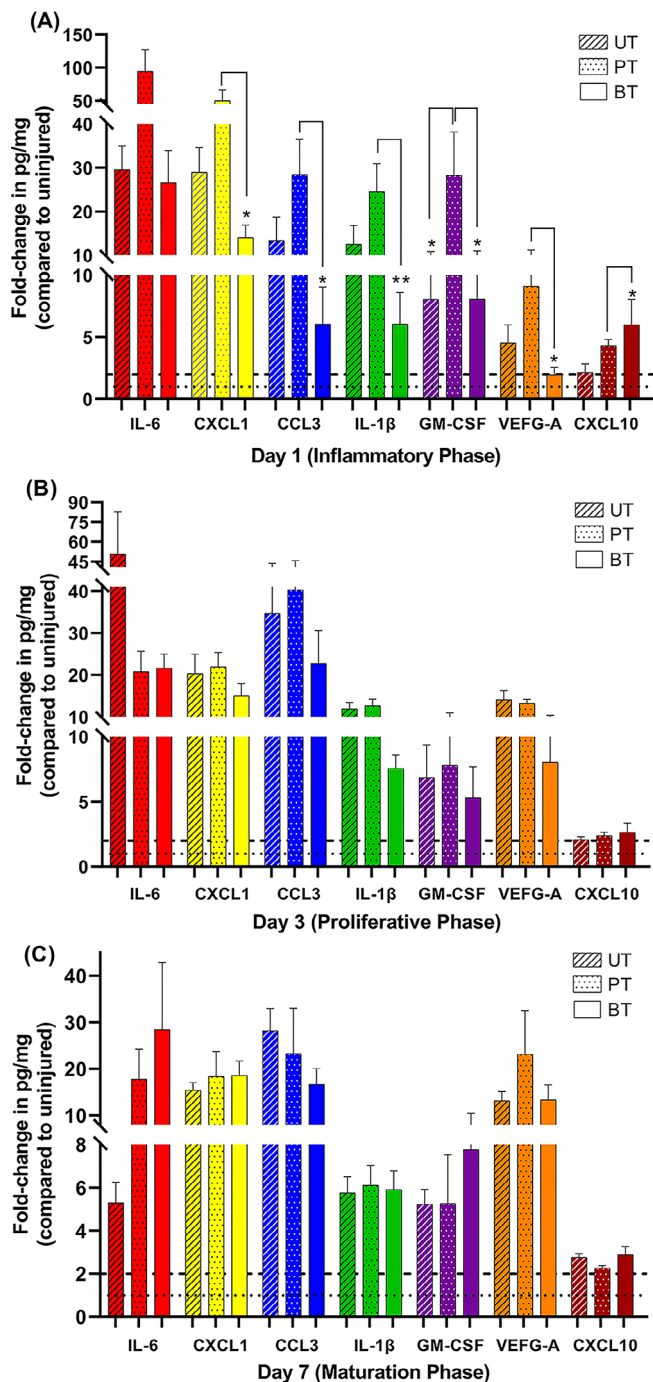 (A)
UT
PT
BT
Fold-change in pg/mg
(compared to uninjured)
150
100
50
40
30
20
10
10
5
0
*
*
**
*
*
*
*
IL-6 CXCL1 CCL3 IL-1β GM-CSF VEFG-A CXCL10
Day 1 (Inflammatory Phase)
(B)
UT
PT
BT
Fold-change in pg/mg
(compared to uninjured)
90
75
60
45
40
30
20
10
10
5
0
IL-6 CXCL1 CCL3 IL-1β GM-CSF VEFG-A CXCL10
Day 3 (Proliferative Phase)
(C)
UT
PT
BT
Fold-change in pg/mg
(compared to uninjured)
40
30
20
10
8
6
4
2
0
IL-6 CXCL1 CCL3 IL-1β GM-CSF VEFG-A CXCL10
Day 7 (Maturation Phase)